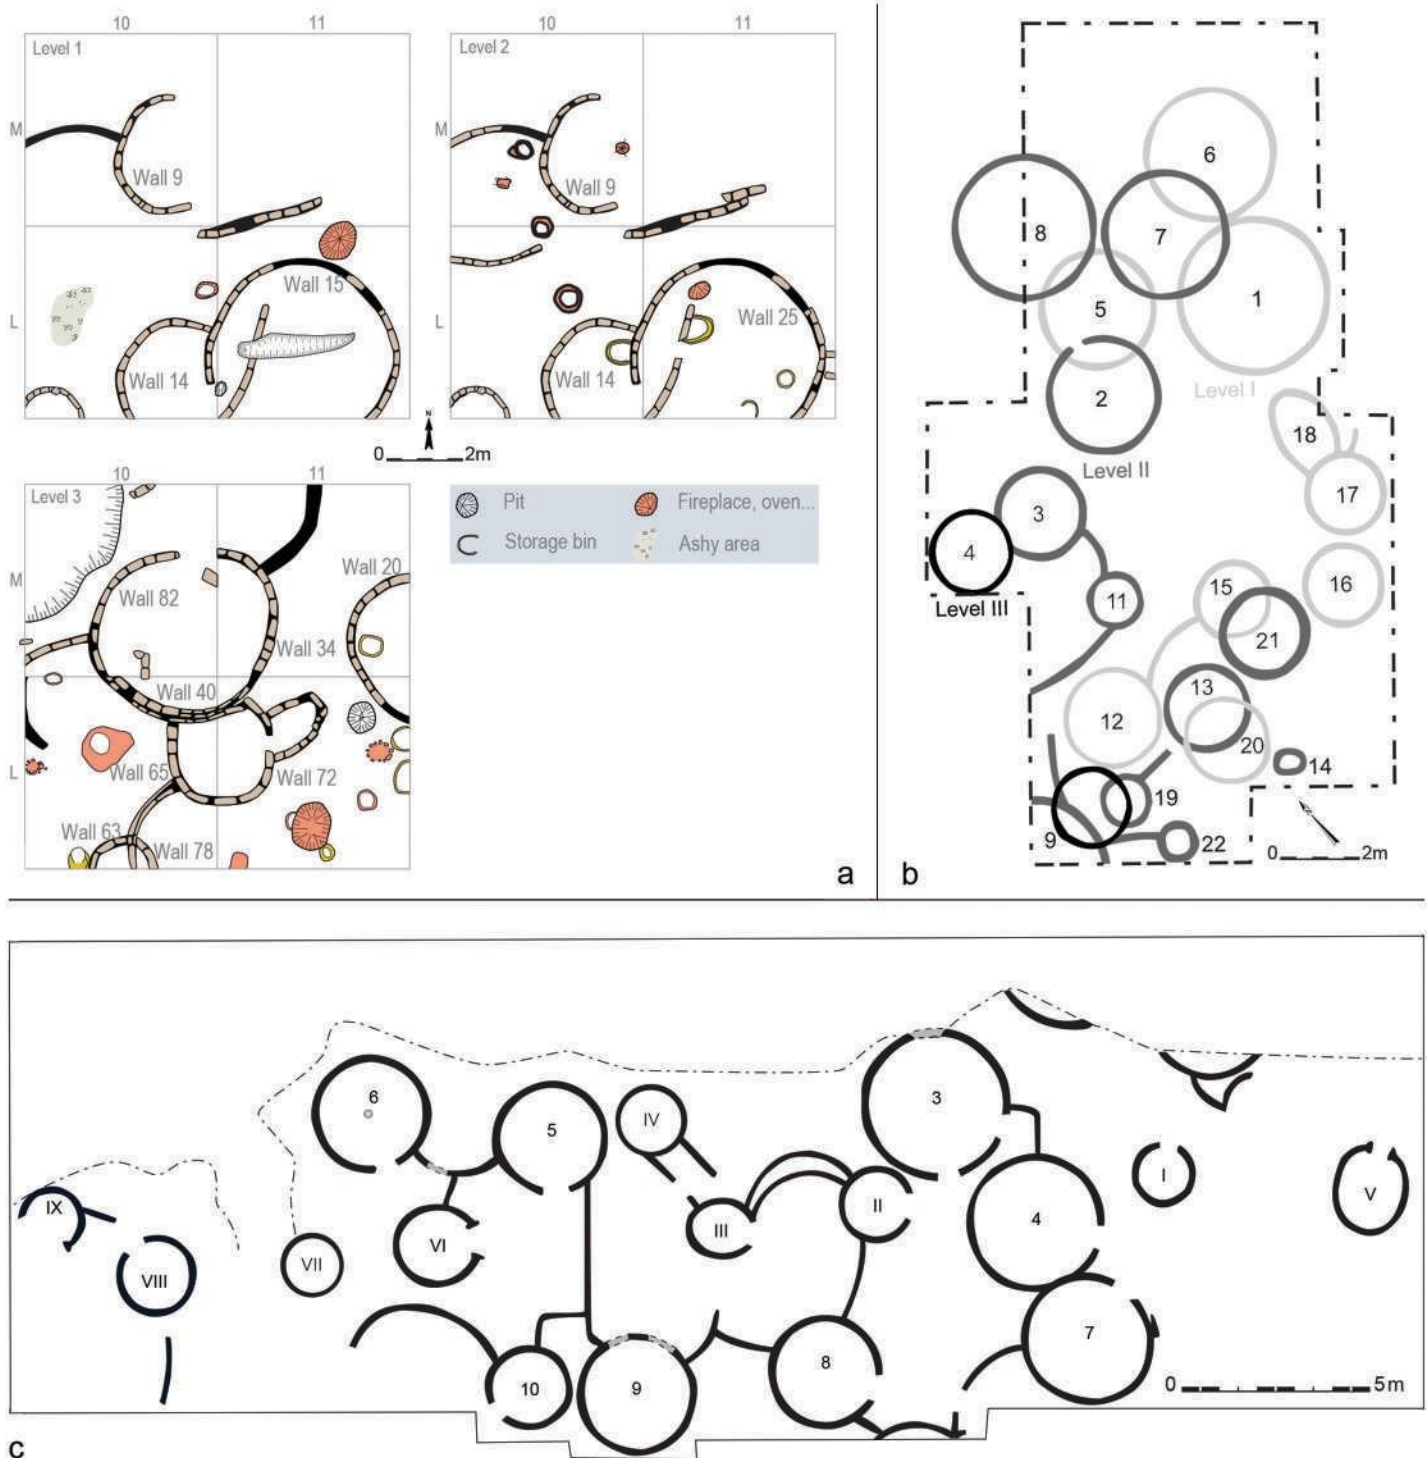 10 11
Level 1
M
Wall 9
Wall 15
L
Wall 14
10 11
Level 2
M
Wall 9
Wall 25
L
Wall 14
N
0 2m
10 11
Level 3
M
Wall 20
Wall 82
Wall 34
Wall 40
L
Wall 65
Wall 72
Wall 63
Wall 78
Pit
Fireplace, oven...
Storage bin
Ashy area
a
6
8
7
5
1
2
Level I
Level II
18
17
3
4
Level III
11
15
16
21
13
12
20
14
19
9
22
N
0 2m
b
6
5
IV
3
IX
VIII
VII
VI
III
II
4
I
V
10
9
8
7
0 5m
c